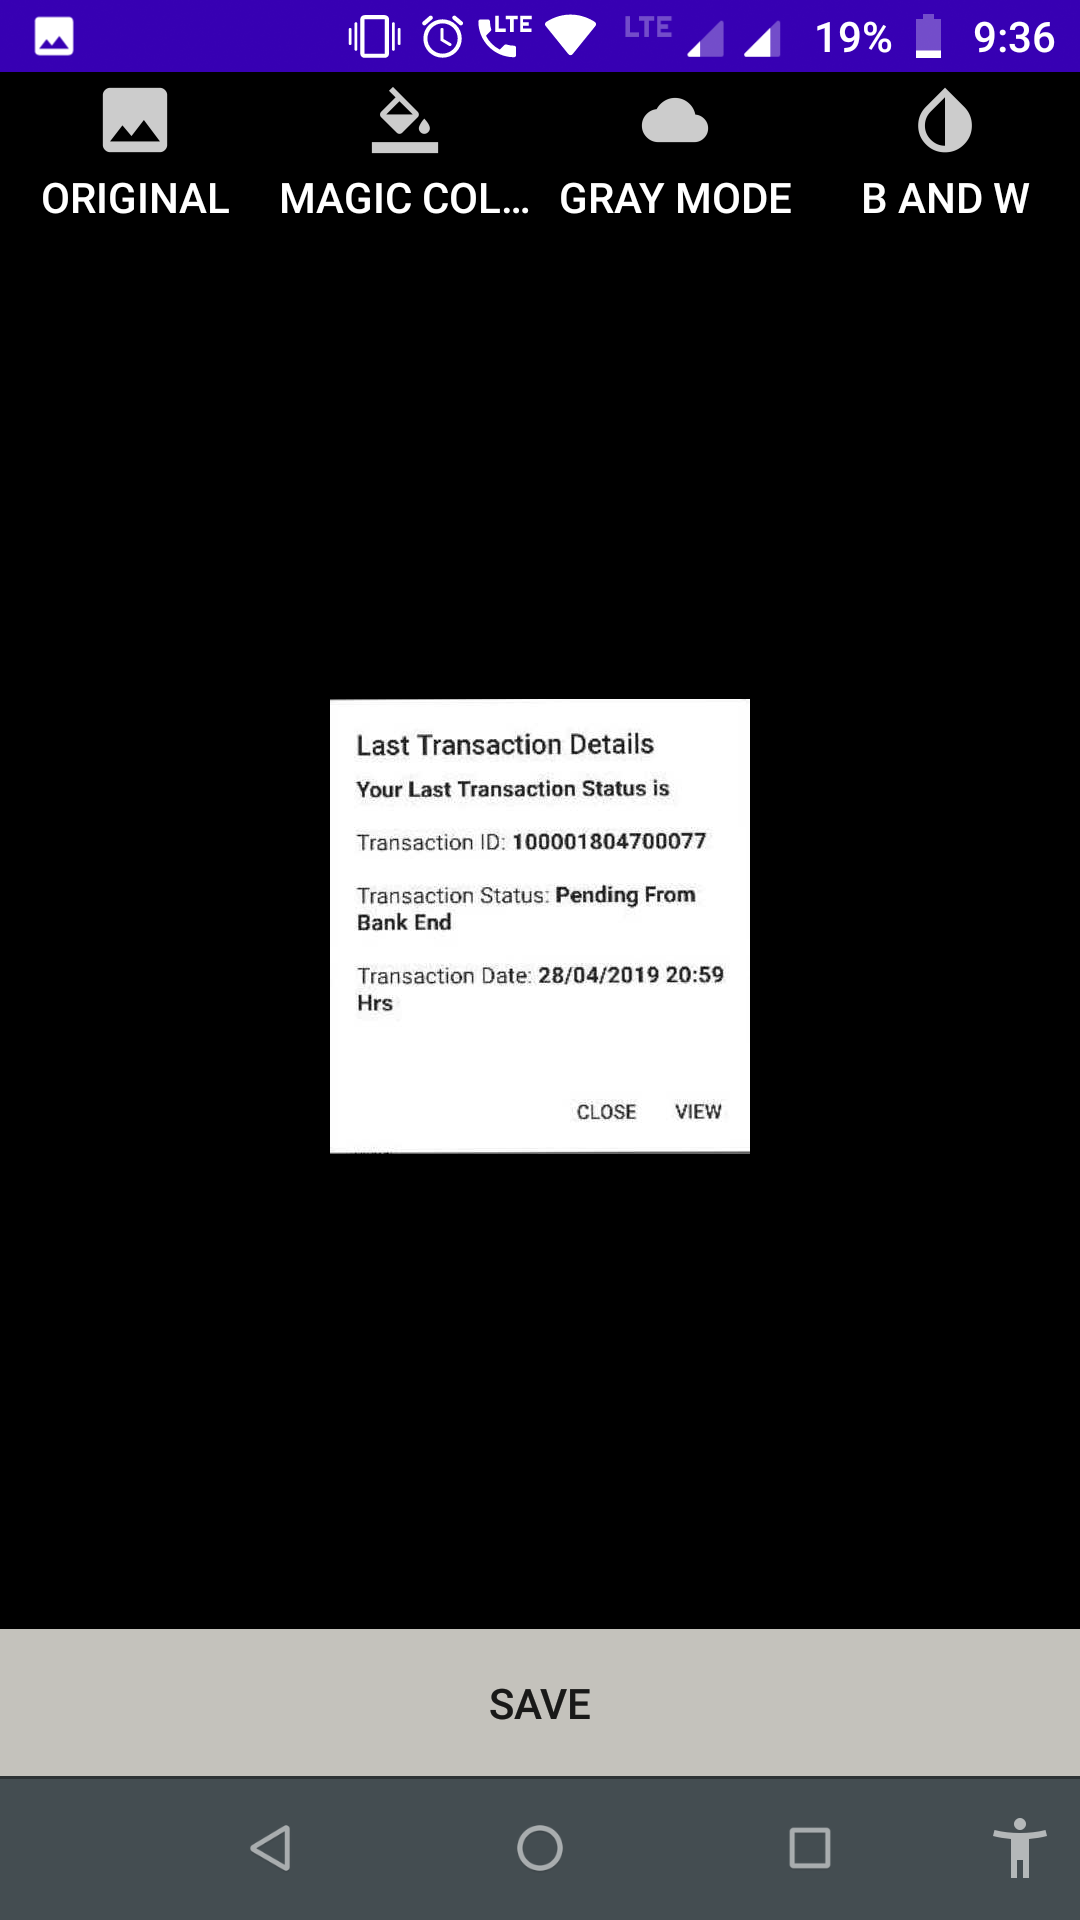 LTE LTE 19% 9:36
ORIGINAL MAGIC COL... GRAY MODE B AND W
Last Transaction Details
Your Last Transaction Status is
Transaction ID: 100001804700077
Transaction Status: Pending From
Bank End
Transaction Date: 28/04/2019 20:59
Hrs
CLOSE VIEW
SAVE